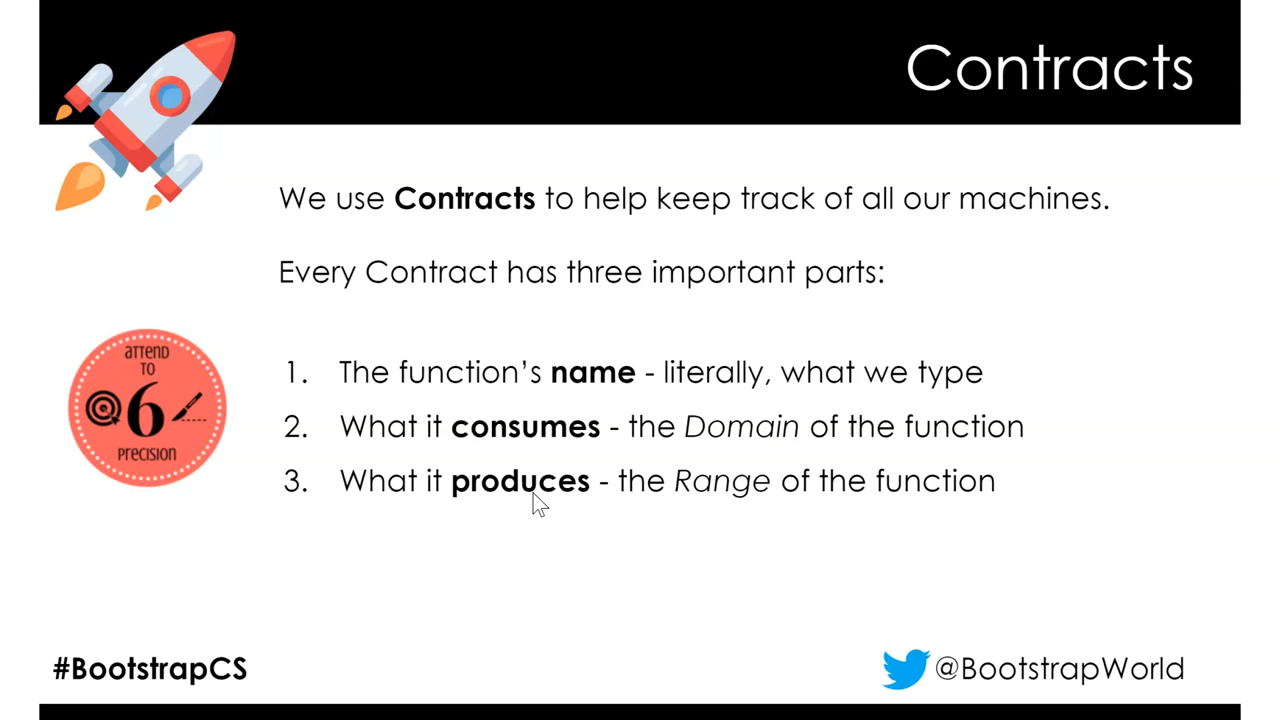 Contracts
We use Contracts to help keep track of all our machines.
Every Contract has three important parts:
ATTEND
TO
6
PRECISION
1. The function's name - literally, what we type
2. What it consumes - the Domain of the function
3. What it produces - the Range of the function
#BootstrapCS
@BootstrapWorld